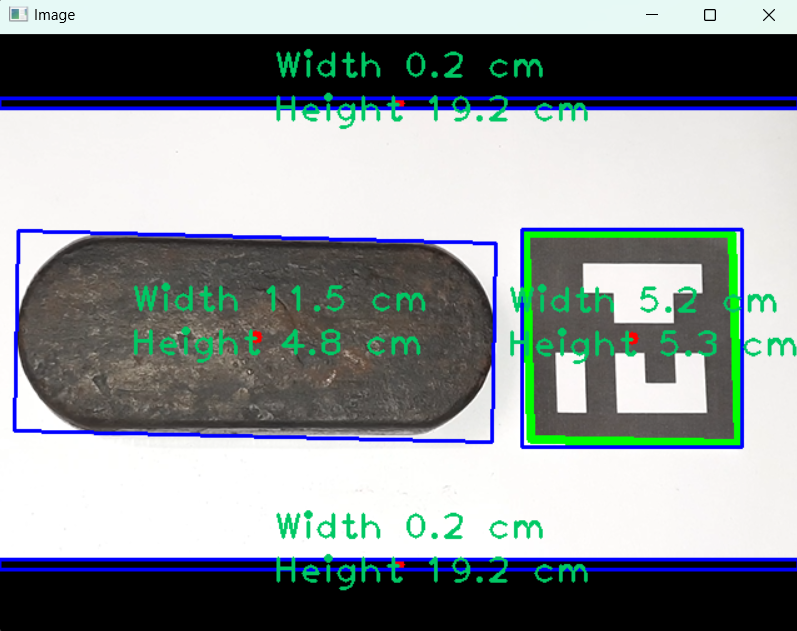 Image
Width 0.2 cm
Height 19.2 cm
Width 11.5 cm
Height 4.8 cm
Width 5.2 cm
Height 5.3 cm
Width 0.2 cm
Height 19.2 cm